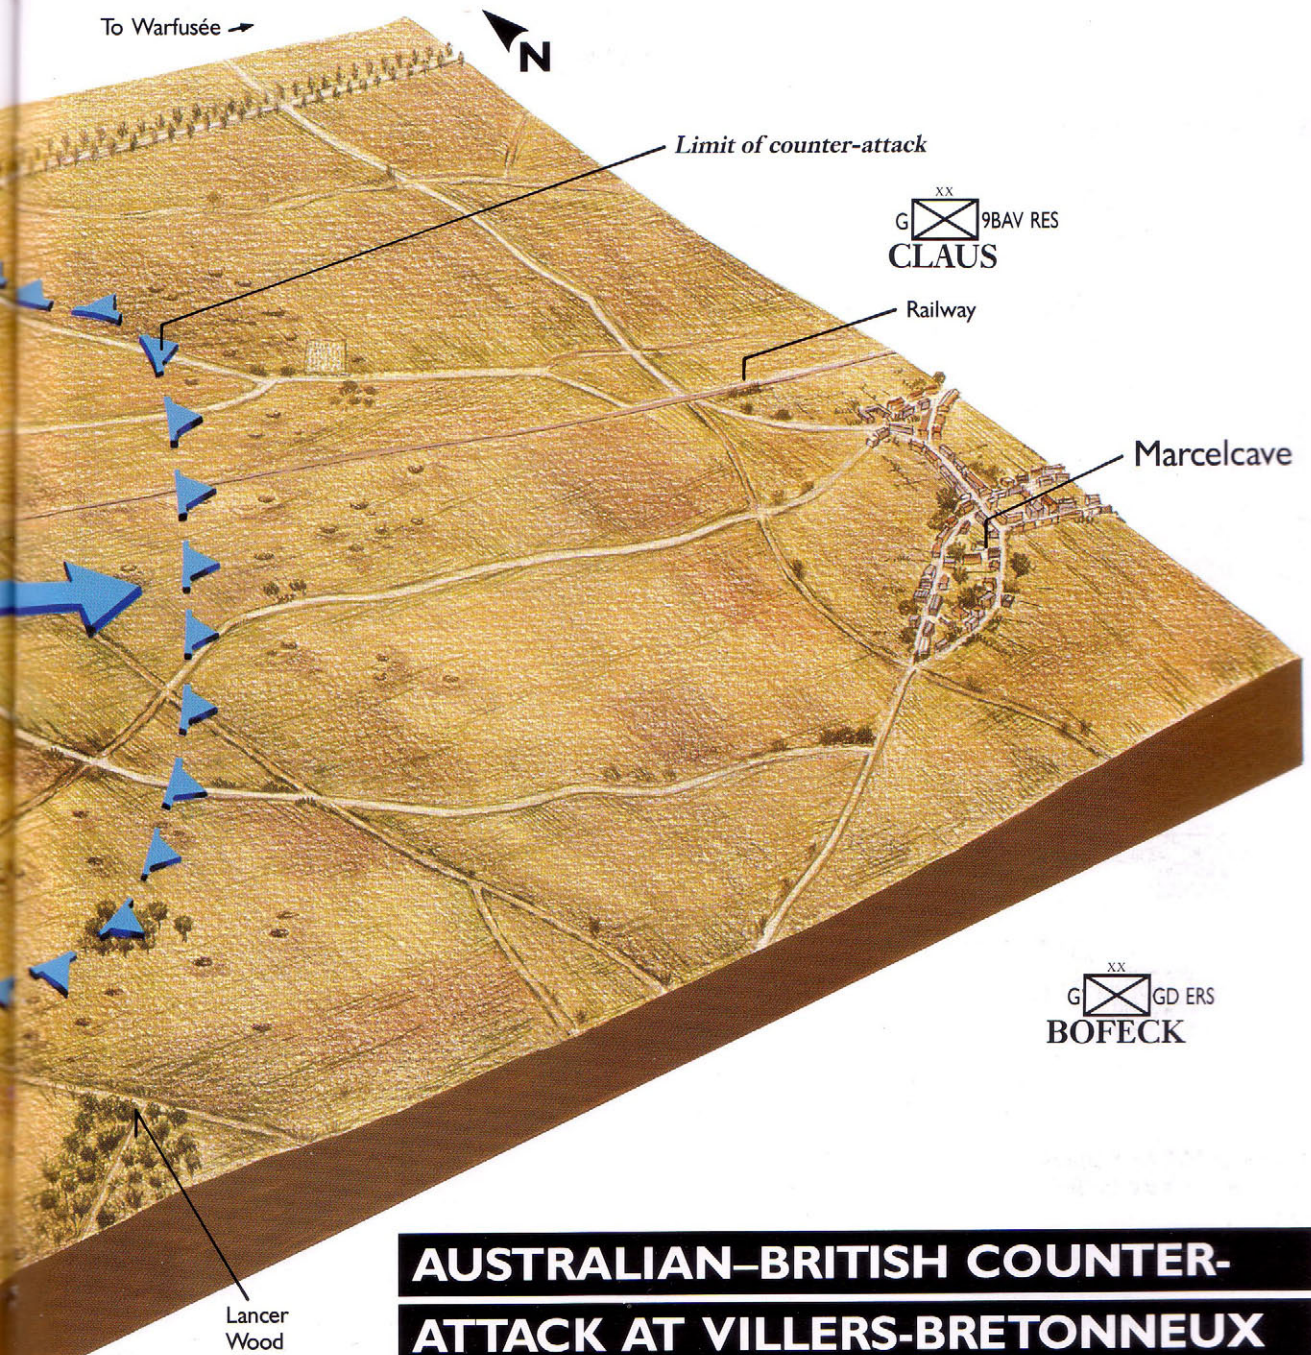 To Warfusée
N
Limit of counter-attack
XX
G 9BAV RES
CLAUS
Railway
Marcelcave
XX
G GD ERS
BOFECK
Lancer
Wood
AUSTRALIAN–BRITISH COUNTER-
ATTACK AT VILLERS-BRETONNEUX